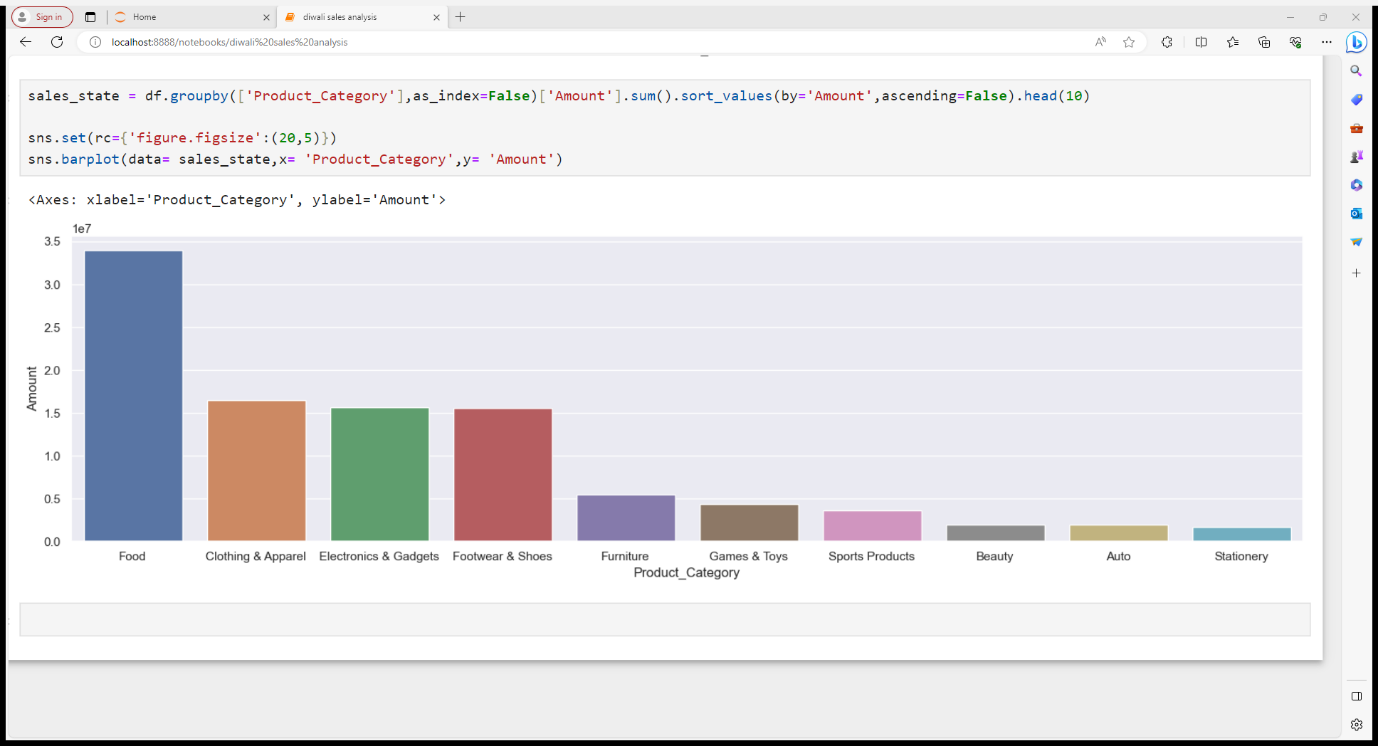 Sign in
Home
diwali sales analysis
localhost:8888/notebooks/diwali%20sales%20analysis
sales_state = df.groupby(['Product_Category'],as_index=False)['Amount'].sum().sort_values(by='Amount',ascending=False).head(10)
sns.set(rc={'figure.figsize':(20,5)})
sns.barplot(data= sales_state,x= 'Product_Category',y= 'Amount')
<Axes: xlabel='Product_Category', ylabel='Amount'>
1e7
3.5
3.0
2.5
2.0
1.5
1.0
0.5
0.0
Amount
Food Clothing & Apparel Electronics & Gadgets Footwear & Shoes Furniture Games & Toys Sports Products Beauty Auto Stationery
Product_Category